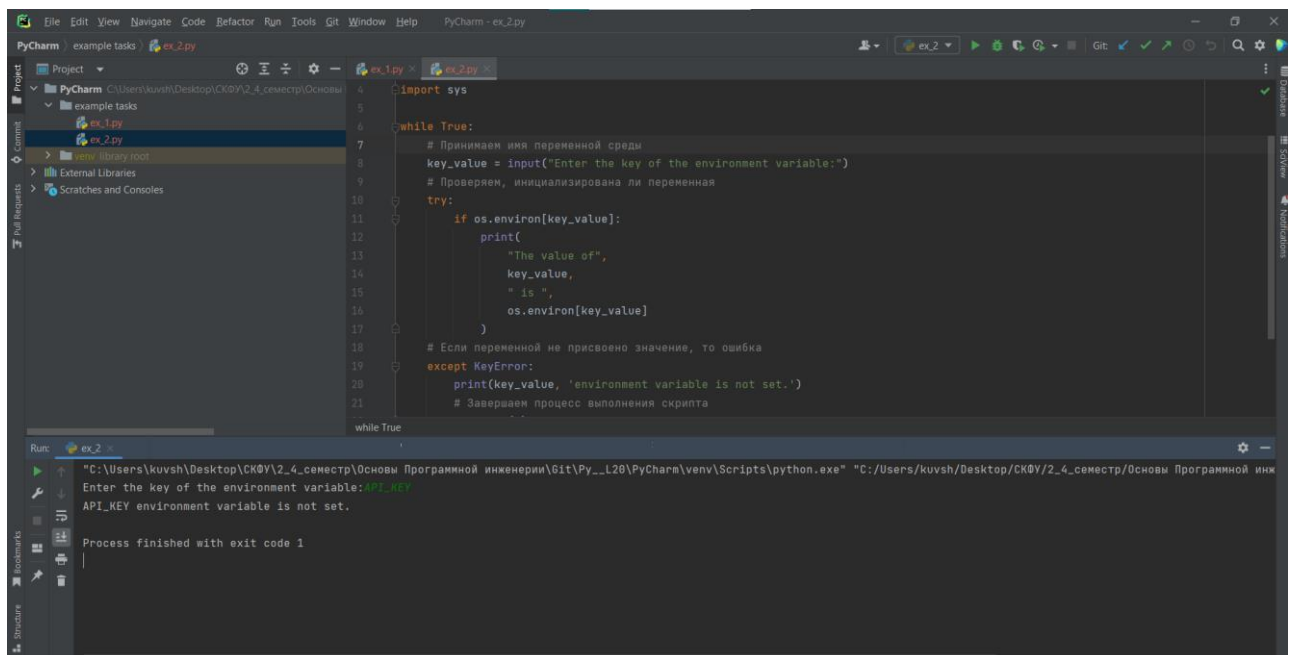 File Edit View Navigate Code Refactor Run Tools Git Window Help PyCharm - ex_2.py
PyCharm example tasks ex_2.py
ex_2
Git:
Project
ex_1.py
ex_2.py
PyCharm C:\Users\kuvsh\Desktop\СКФУ\2_4_семестр\Основы
example tasks
ex_1.py
ex_2.py
venv library root
External Libraries
Scratches and Consoles
4 import sys
5
6 while True:
7 # Принимаем имя переменной среды
8 key_value = input("Enter the key of the environment variable:")
9 # Проверяем, инициализирована ли переменная
10 try:
11 if os.environ[key_value]:
12 print(
13 "The value of",
14 key_value,
15 " is ",
16 os.environ[key_value]
17 )
18 # Если переменной не присвоено значение, то ошибка
19 except KeyError:
20 print(key_value, 'environment variable is not set.')
21 # Завершаем процесс выполнения скрипта
while True
Project
Commit
Pull Requests
Bookmarks
Structure
Database
SciView
Notifications
Run: ex_2
"C:\Users\kuvsh\Desktop\СКФУ\2_4_семестр\Основы Программной инженерии\Git\Py__L20\PyCharm\venv\Scripts\python.exe" "C:/Users/kuvsh/Desktop/СКФУ/2_4_семестр/Основы Программной инж
Enter the key of the environment variable:API_KEY
API_KEY environment variable is not set.
Process finished with exit code 1